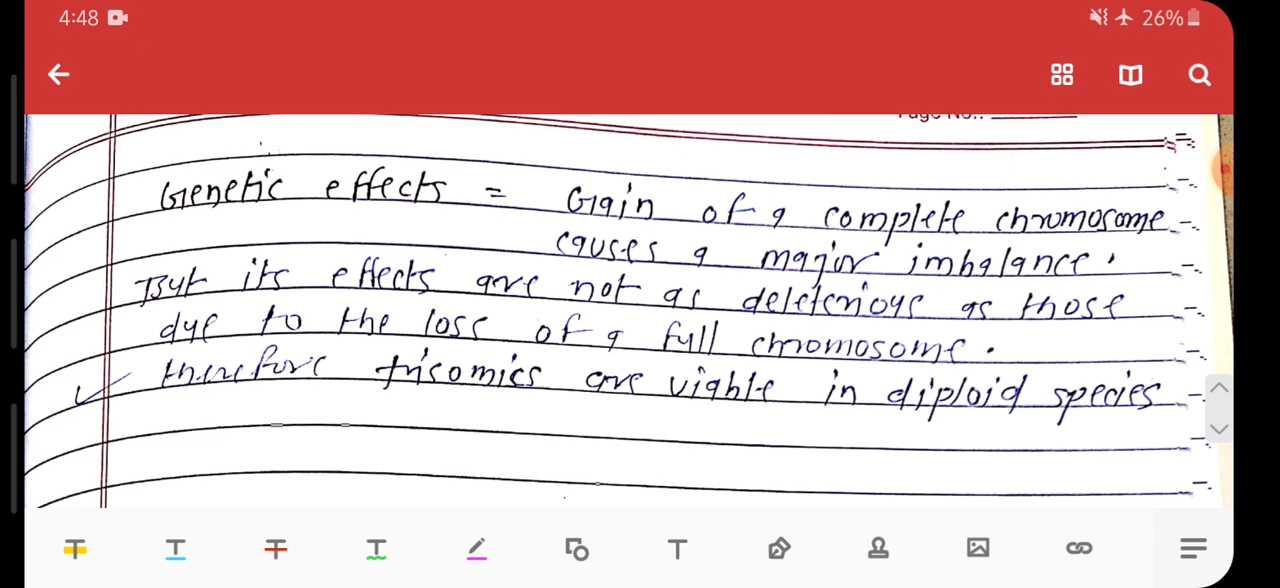 4:48
26%
Genetic effects = Gain of a complete chromosome
causes a major imbalance.
But its effects are not as deleterious as those
due to the loss of a full chromosome.
therefore trisomics are viable in diploid species
T T T T T